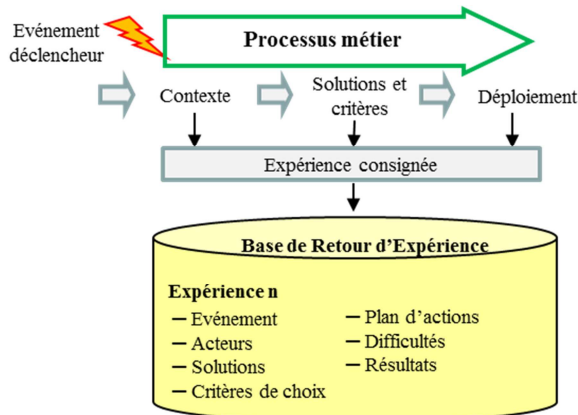 Evénement
déclencheur
Processus métier
Contexte
Solutions et
critères
Déploiement
Expérience consignée
Base de Retour d’Expérience
Expérience n
– Evénement
– Acteurs
– Solutions
– Critères de choix
– Plan d’actions
– Difficultés
– Résultats